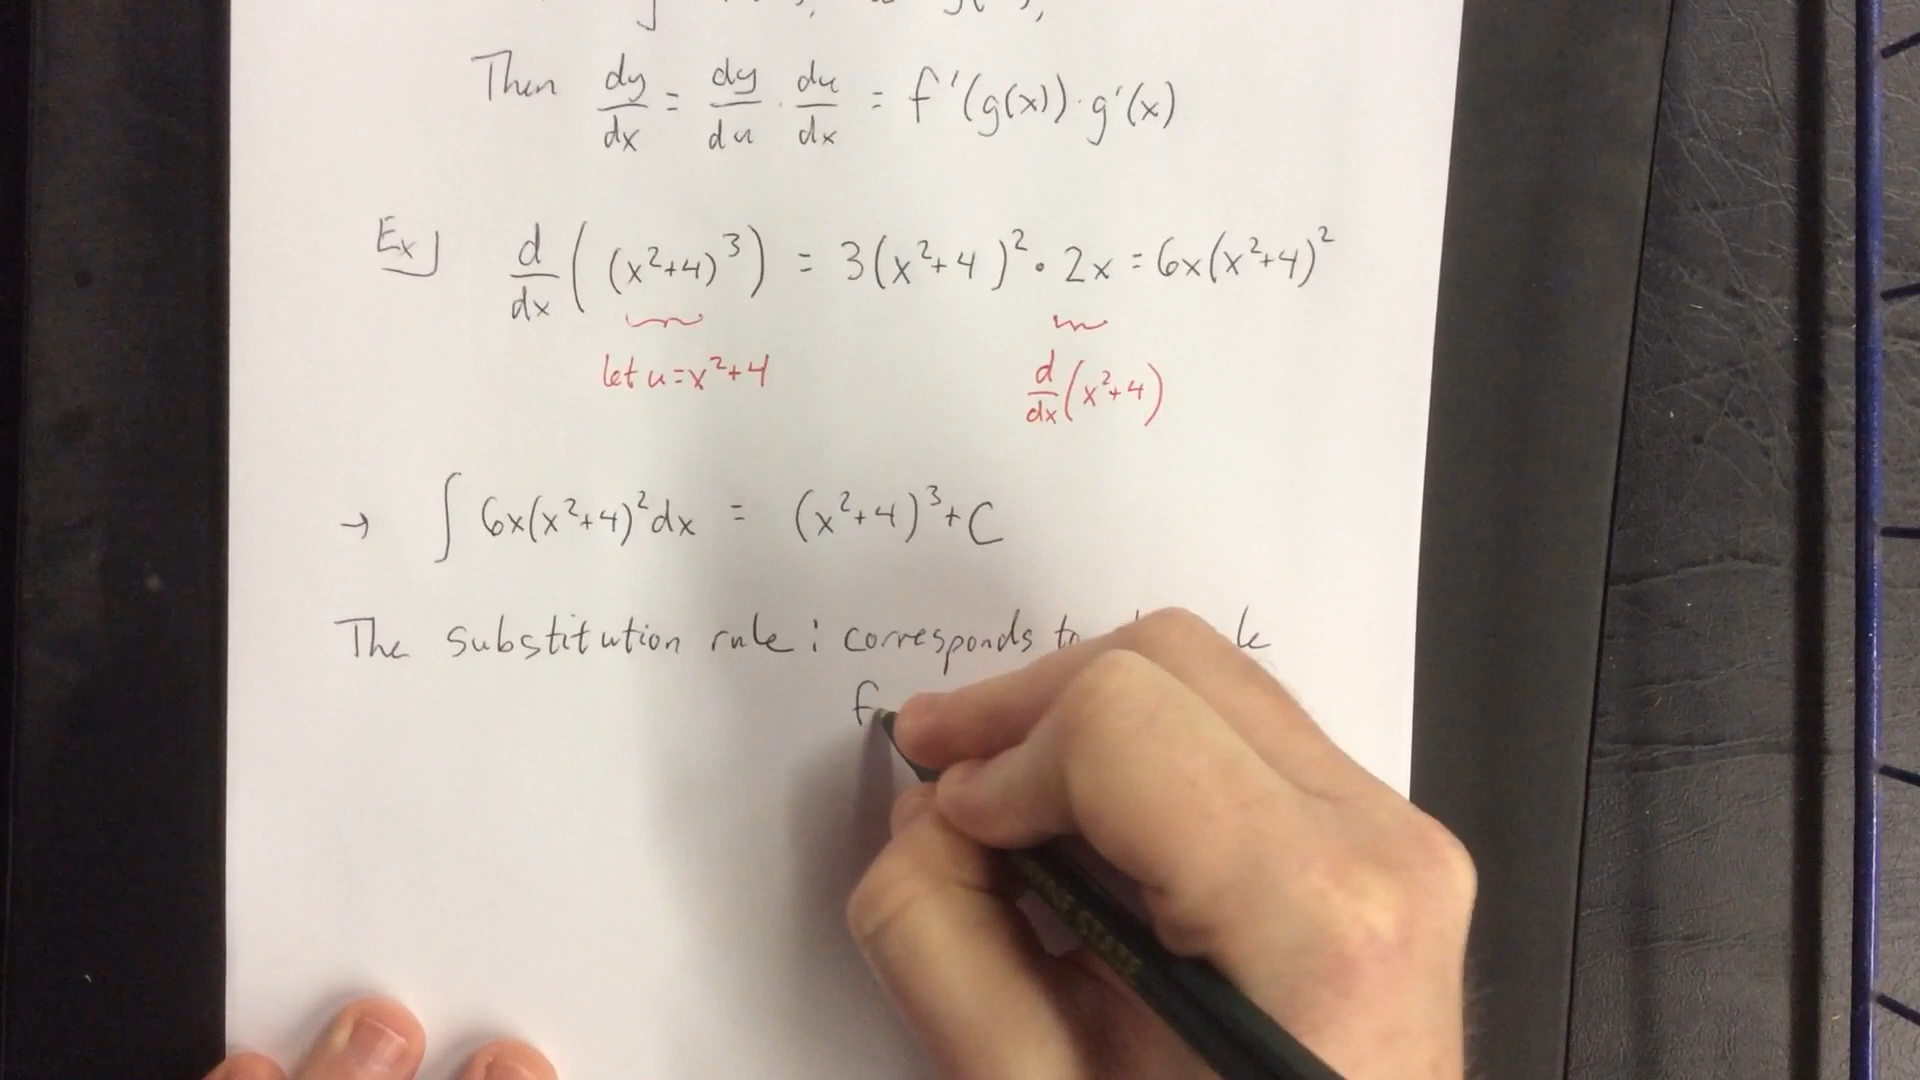 Then dy/dx = dy/du · du/dx = f'(g(x))·g'(x)
Ex] d/dx((x²+4)³) = 3(x²+4)² • 2x = 6x(x²+4)²
let u=x²+4
d/dx(x²+4)
→ ∫ 6x(x²+4)²dx = (x²+4)³+C
The substitution rule: corresponds to
f